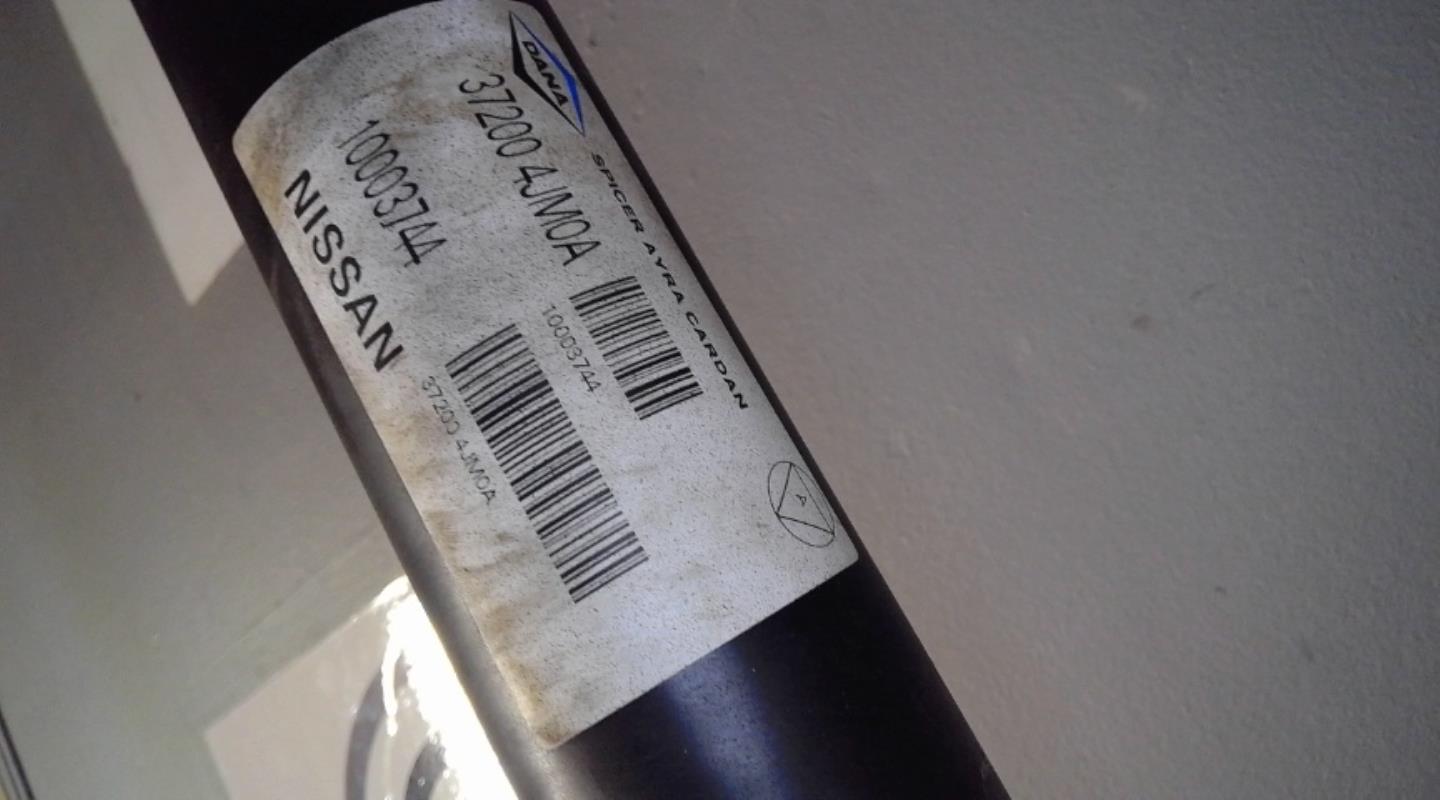 DANA
SPICER AYRA CARDAN
37200 4JM0A
10003744
NISSAN
10003744
37200 4JM0A
A